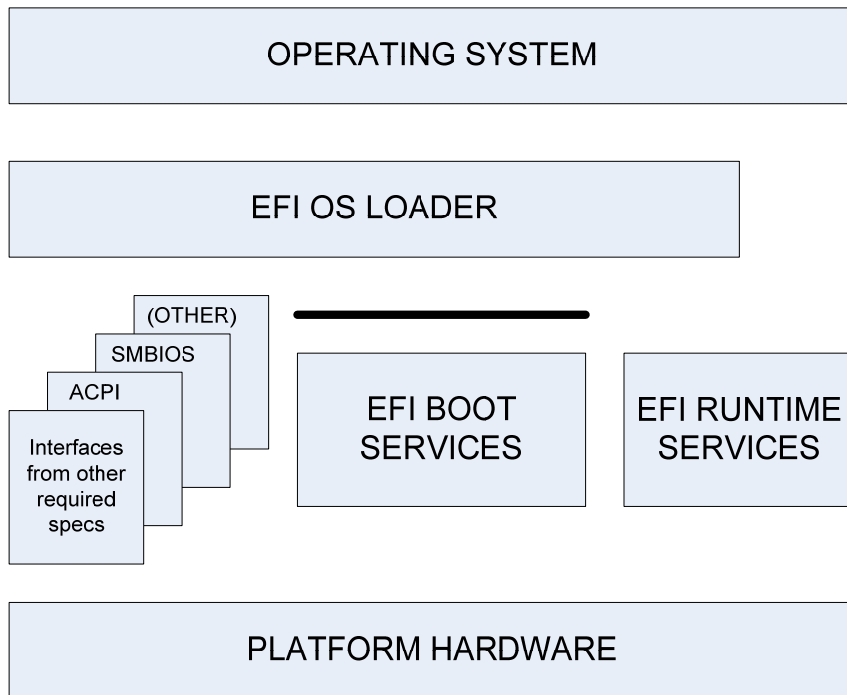 OPERATING SYSTEM
EFI OS LOADER
(OTHER)
SMBIOS
ACPI
Interfaces
from other
required
specs
EFI BOOT
SERVICES
EFI RUNTIME
SERVICES
PLATFORM HARDWARE